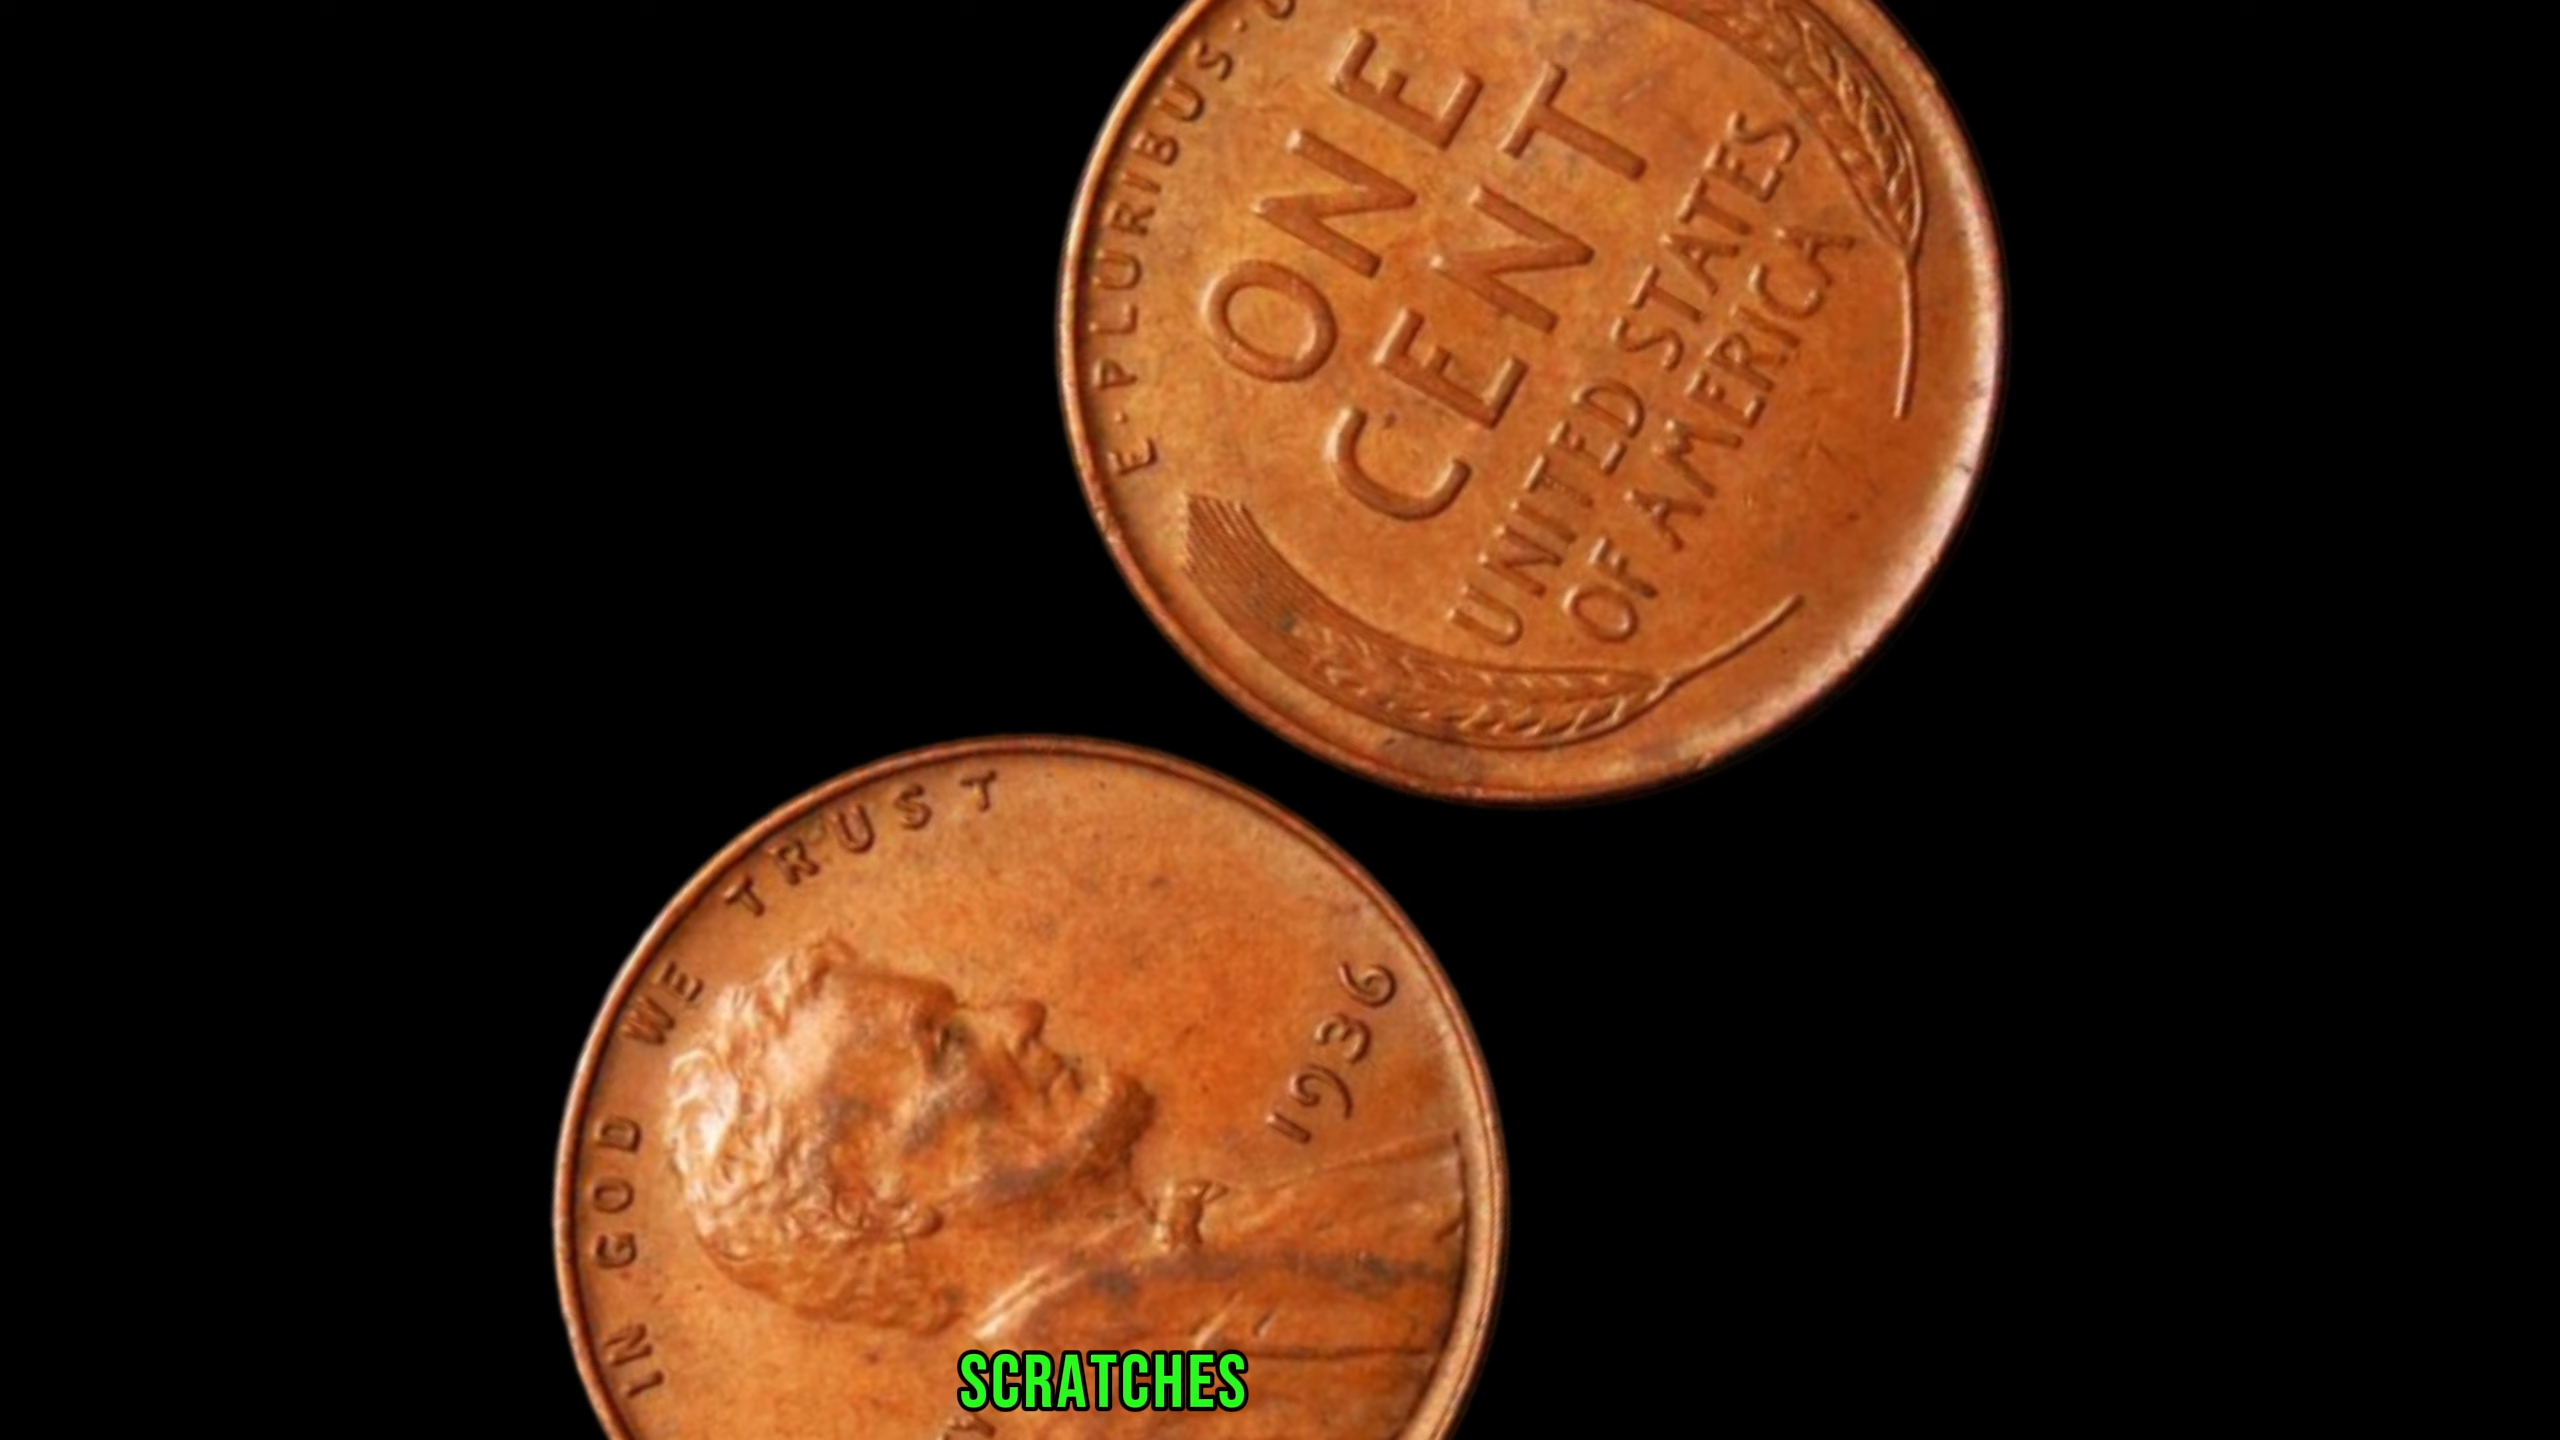 E·PLURIBUS·
ONE
CENT
UNITED STATES
OF AMERICA
IN GOD WE TRUST
1936
SCRATCHES